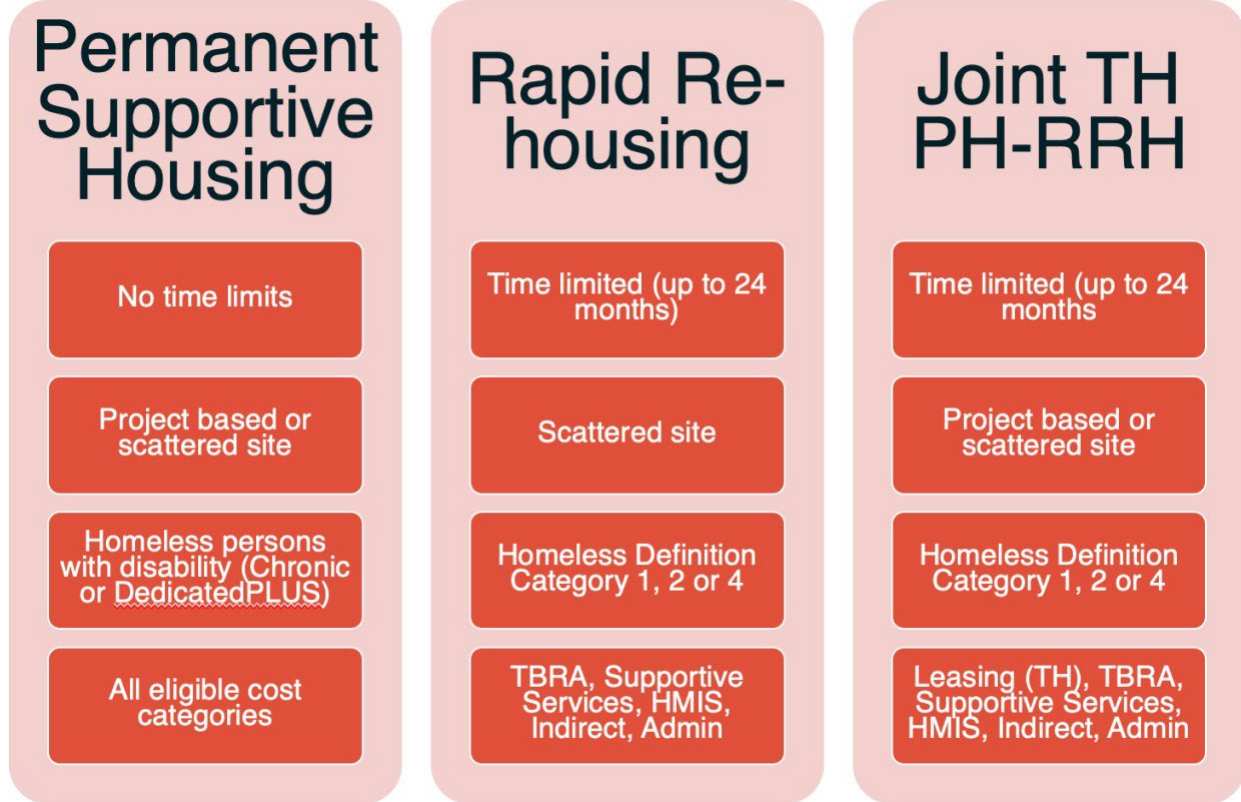 Permanent
Supportive
Housing
No time limits
Project based or
scattered site
Homeless persons
with disability (Chronic
or DedicatedPLUS)
All eligible cost
categories
Rapid Re-
housing
Time limited (up to 24
months)
Scattered site
Homeless Definition
Category 1, 2 or 4
TBRA, Supportive
Services, HMIS,
Indirect, Admin
Joint TH
PH-RRH
Time limited (up to 24
months
Project based or
scattered site
Homeless Definition
Category 1, 2 or 4
Leasing (TH), TBRA,
Supportive Services,
HMIS, Indirect, Admin